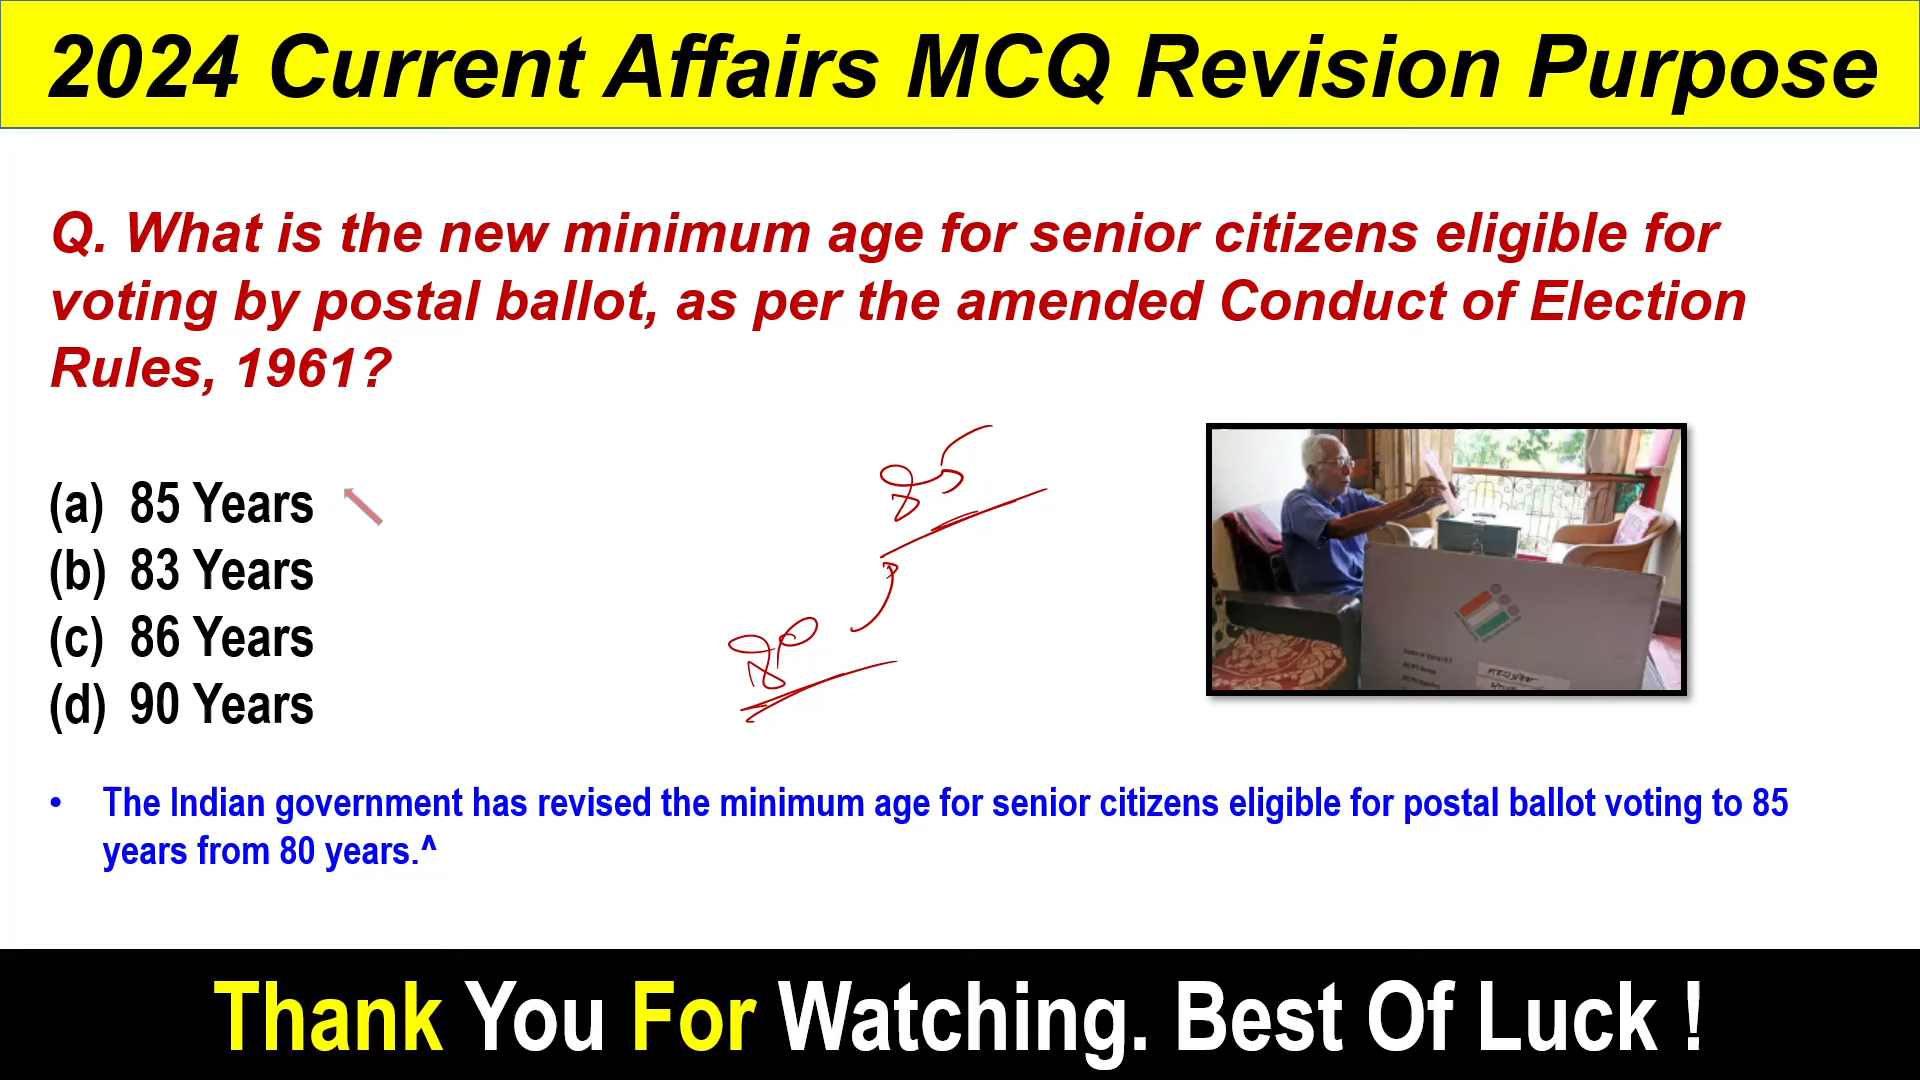 2024 Current Affairs MCQ Revision Purpose
Q. What is the new minimum age for senior citizens eligible for
voting by postal ballot, as per the amended Conduct of Election
Rules, 1961?
(a) 85 Years
(b) 83 Years
(c) 86 Years
(d) 90 Years
85
80
• The Indian government has revised the minimum age for senior citizens eligible for postal ballot voting to 85
years from 80 years.^
Thank You For Watching. Best Of Luck !